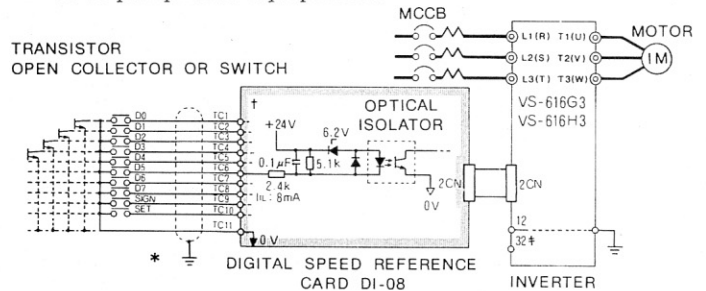 MCCB
TRANSISTOR
OPEN COLLECTOR OR SWITCH
L1(R) T1(U)
L2(S) T2(V)
L3(T) T3(W)
MOTOR
IM
VS-616G3
VS-616H3
†
OPTICAL
ISOLATOR
+24V
6.2V
0.1μF
5.1k
2.4k
IIL: 8mA
0V
D0 TC1
D1 TC2
D2 TC3
D3 TC4
D4 TC5
D5 TC6
D6 TC7
D7 TC8
SIGN TC9
SET TC10
TC11
0V
2CN
2CN
12
32‡
*
DIGITAL SPEED REFERENCE
CARD DI-08
INVERTER